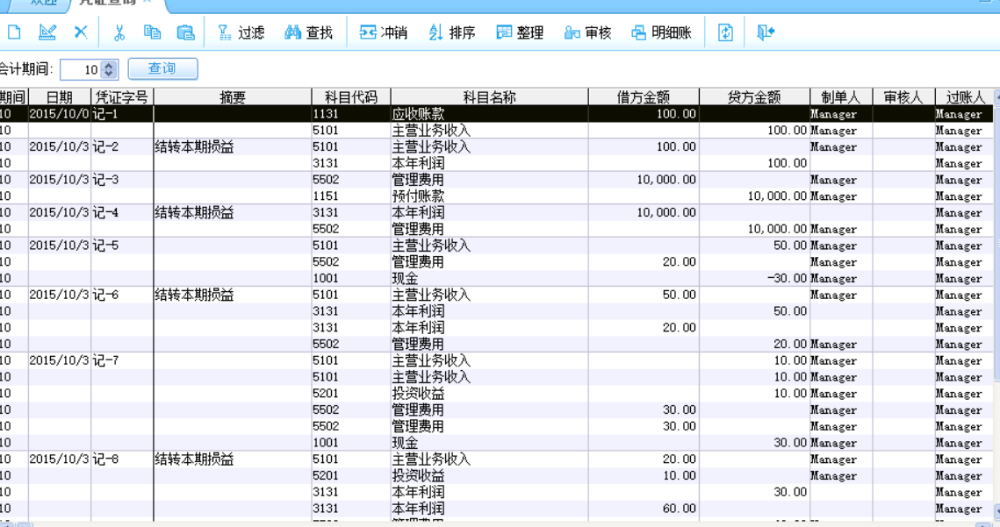 凭证查询 ×
过滤 查找 冲销 排序 整理 审核 明细账
会计期间: 10 查询
期间 日期 凭证字号 摘要 科目代码 科目名称 借方金额 贷方金额 制单人 审核人 过账人
10 2015/10/0 记-1 1131 应收账款 100.00 Manager Manager
10 5101 主营业务收入 100.00 Manager Manager
10 2015/10/3 记-2 结转本期损益 5101 主营业务收入 100.00 Manager Manager
10 3131 本年利润 100.00 Manager
10 2015/10/3 记-3 5502 管理费用 10,000.00 Manager Manager
10 1151 预付账款 10,000.00 Manager Manager
10 2015/10/3 记-4 结转本期损益 3131 本年利润 10,000.00 Manager
10 5502 管理费用 10,000.00 Manager Manager
10 2015/10/3 记-5 5101 主营业务收入 50.00 Manager Manager
10 5502 管理费用 20.00 Manager Manager
10 1001 现金 -30.00 Manager Manager
10 2015/10/3 记-6 结转本期损益 5101 主营业务收入 50.00 Manager Manager
10 3131 本年利润 50.00 Manager
10 3131 本年利润 20.00 Manager
10 5502 管理费用 20.00 Manager Manager
10 2015/10/3 记-7 5101 主营业务收入 10.00 Manager Manager
10 5101 主营业务收入 10.00 Manager Manager
10 5201 投资收益 10.00 Manager Manager
10 5502 管理费用 30.00 Manager Manager
10 5502 管理费用 30.00 Manager Manager
10 1001 现金 30.00 Manager Manager
10 2015/10/3 记-8 结转本期损益 5101 主营业务收入 20.00 Manager Manager
10 5201 投资收益 10.00 Manager Manager
10 3131 本年利润 30.00 Manager
10 3131 本年利润 60.00 Manager